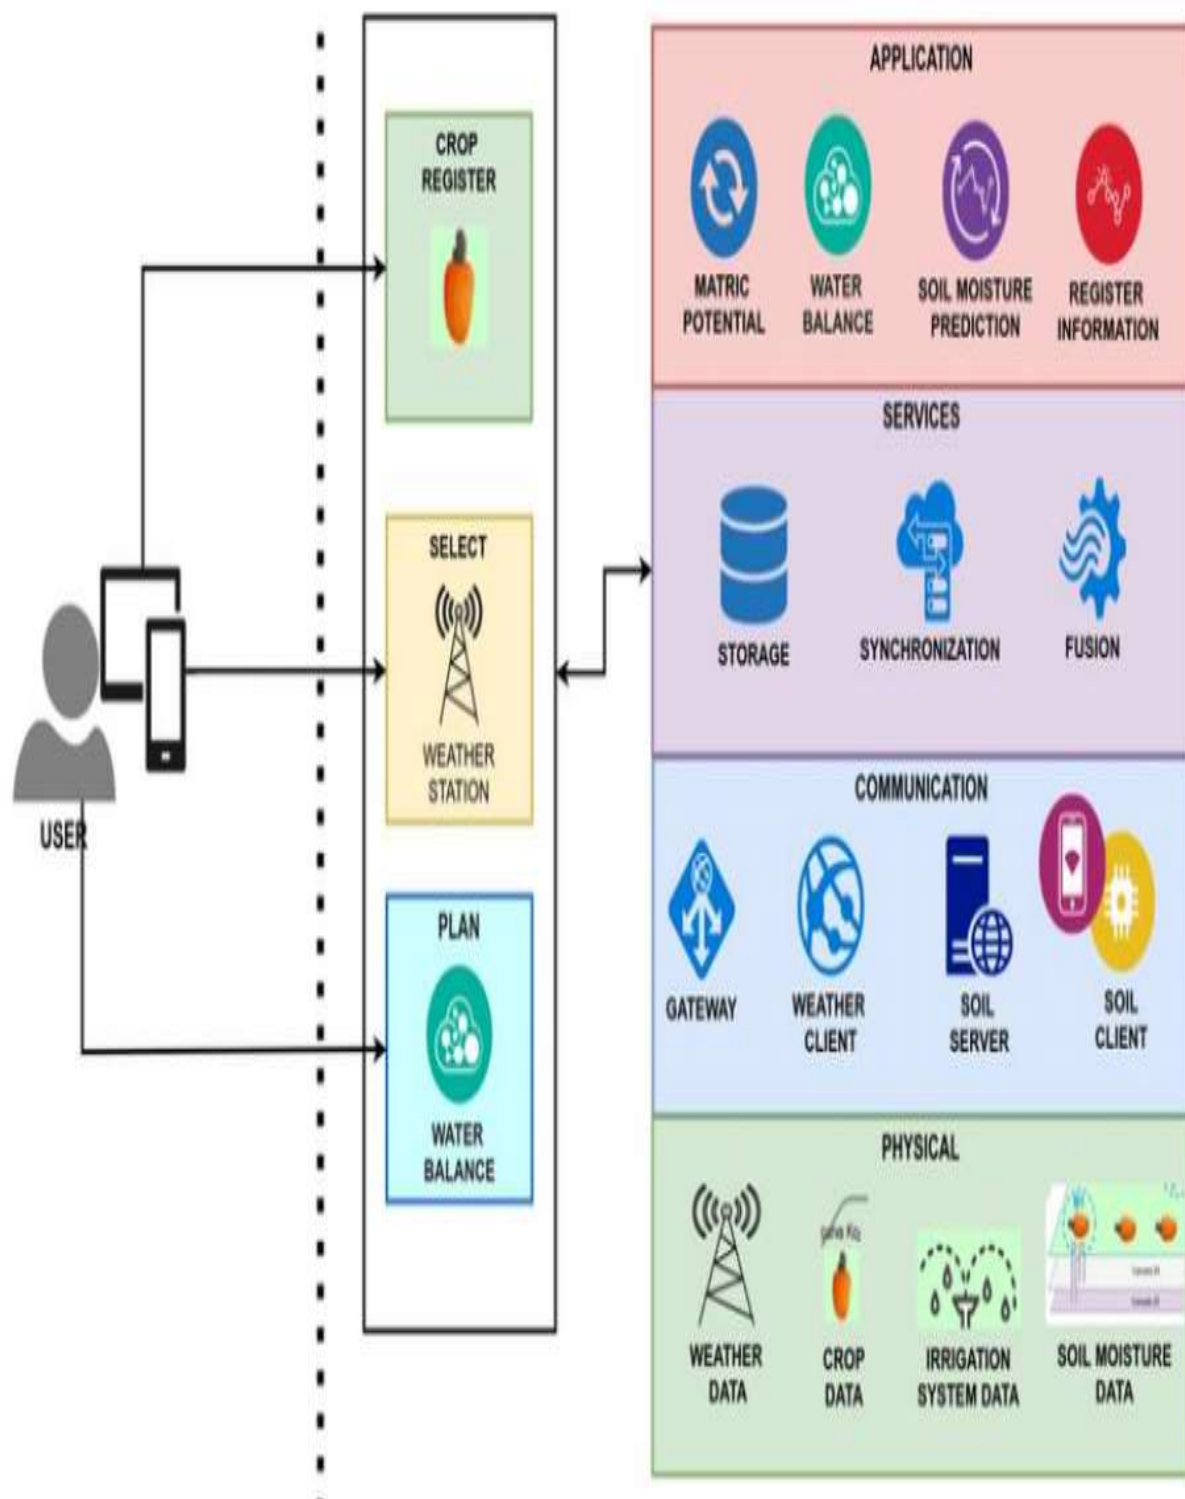 USER
CROP
REGISTER
SELECT
WEATHER
STATION
PLAN
WATER
BALANCE
APPLICATION
MATRIC
POTENTIAL
WATER
BALANCE
SOIL MOISTURE
PREDICTION
REGISTER
INFORMATION
SERVICES
STORAGE
SYNCHRONIZATION
FUSION
COMMUNICATION
GATEWAY
WEATHER
CLIENT
SOIL
SERVER
SOIL
CLIENT
PHYSICAL
WEATHER
DATA
CROP
DATA
IRRIGATION
SYSTEM DATA
SOIL MOISTURE
DATA